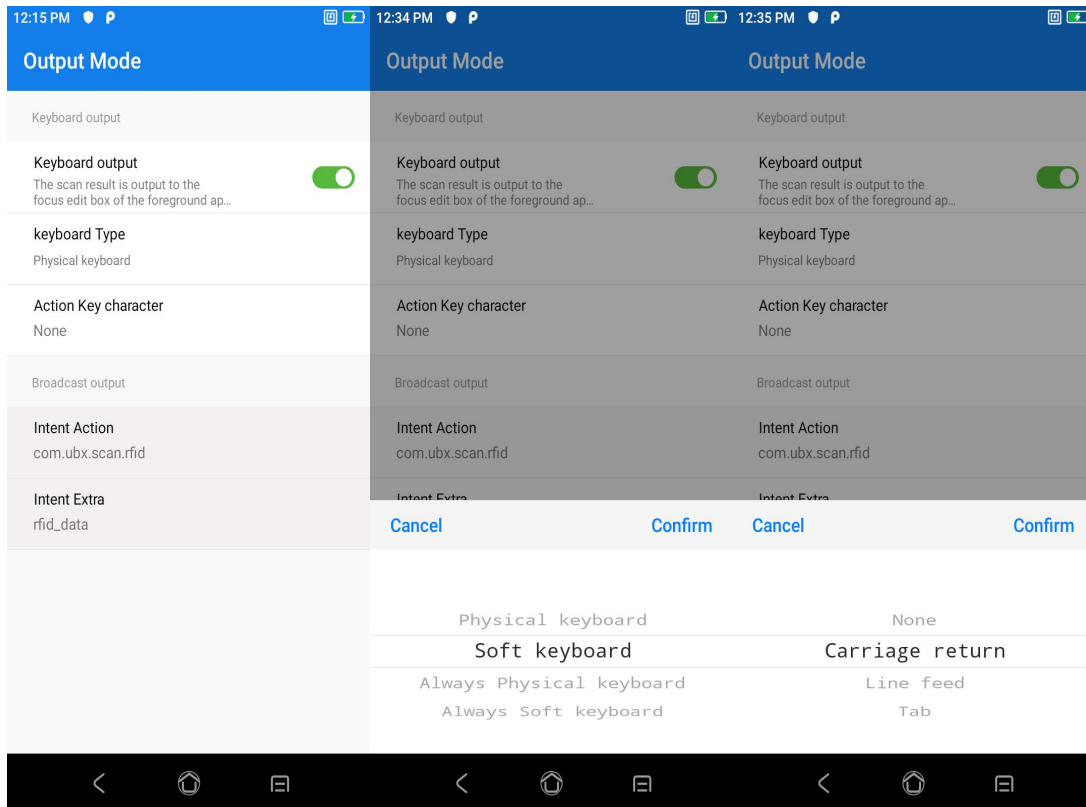 12:15 PM
Output Mode
Keyboard output
Keyboard output
The scan result is output to the
focus edit box of the foreground ap...
keyboard Type
Physical keyboard
Action Key character
None
Broadcast output
Intent Action
com.ubx.scan.rfid
Intent Extra
rfid_data
12:34 PM
Output Mode
Keyboard output
Keyboard output
The scan result is output to the
focus edit box of the foreground ap...
keyboard Type
Physical keyboard
Action Key character
None
Broadcast output
Intent Action
com.ubx.scan.rfid
Intent Extra
Cancel Confirm
Physical keyboard
Soft keyboard
Always Physical keyboard
Always Soft keyboard
12:35 PM
Output Mode
Keyboard output
Keyboard output
The scan result is output to the
focus edit box of the foreground ap...
keyboard Type
Physical keyboard
Action Key character
None
Broadcast output
Intent Action
com.ubx.scan.rfid
Intent Extra
Cancel Confirm
None
Carriage return
Line feed
Tab